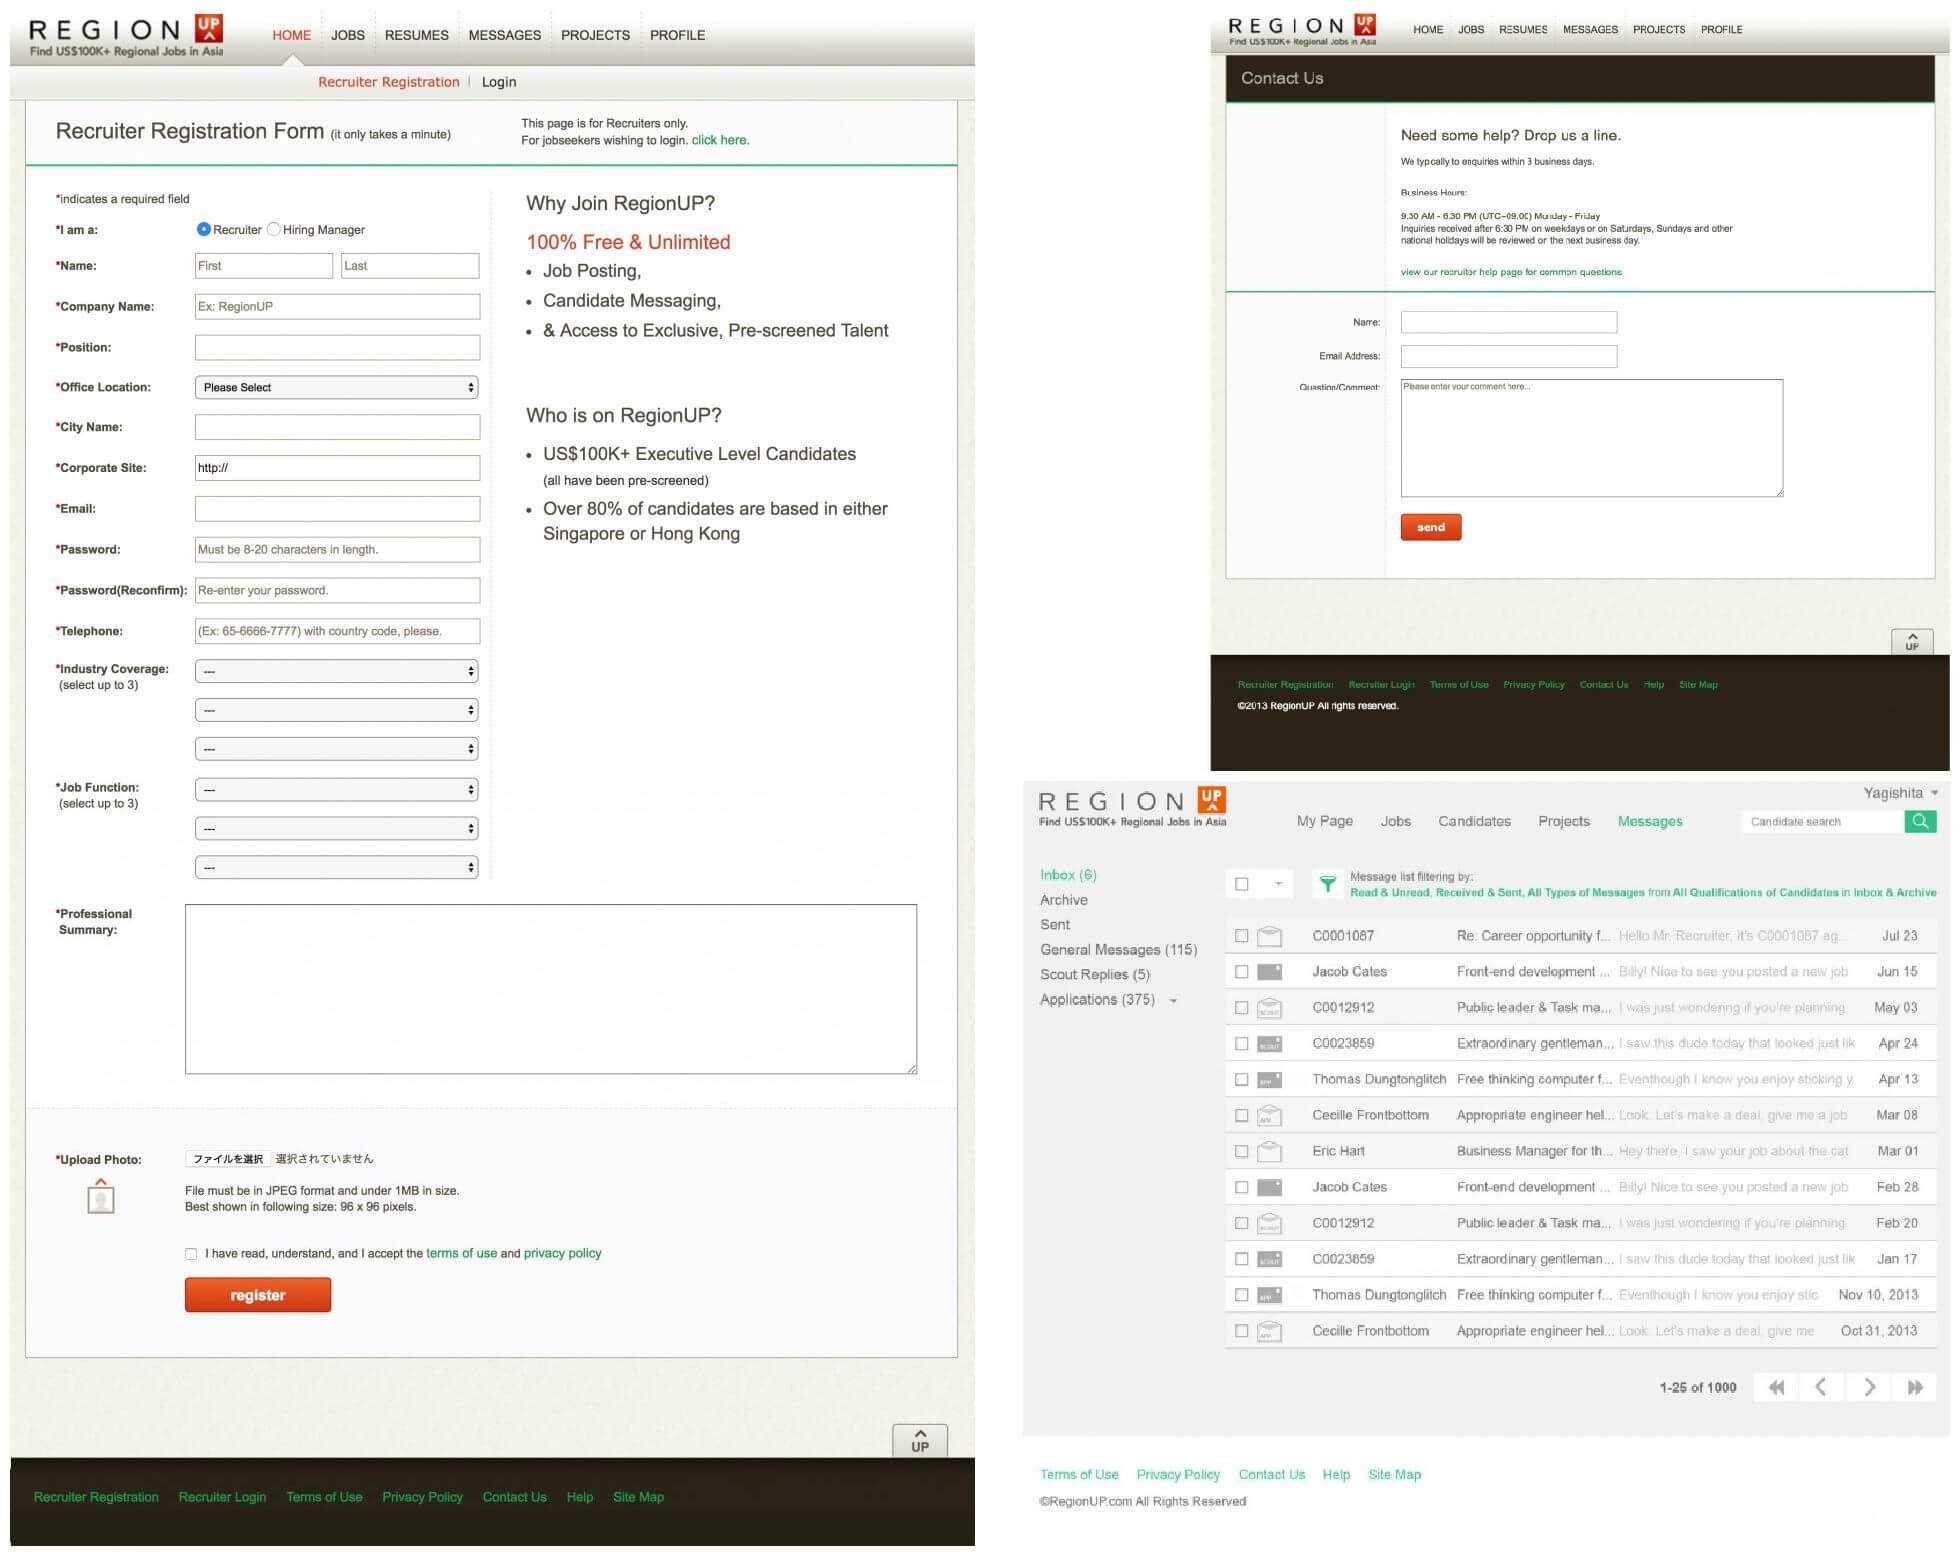 REGION UP
Find US$100K+ Regional Jobs in Asia
HOME JOBS RESUMES MESSAGES PROJECTS PROFILE
Recruiter Registration | Login
Recruiter Registration Form (it only takes a minute)
This page is for Recruiters only.
For jobseekers wishing to login. click here.
*indicates a required field
*I am a: Recruiter Hiring Manager
*Name: First Last
*Company Name: Ex: RegionUP
*Position:
*Office Location: Please Select
*City Name:
*Corporate Site: http://
*Email:
*Password: Must be 8-20 characters in length.
*Password(Reconfirm): Re-enter your password.
*Telephone: (Ex: 65-6666-7777) with country code, please.
*Industry Coverage: ---
(select up to 3)
---
---
*Job Function: ---
(select up to 3)
---
---
*Professional
Summary:
Why Join RegionUP?
100% Free & Unlimited
• Job Posting,
• Candidate Messaging,
• & Access to Exclusive, Pre-screened Talent
Who is on RegionUP?
• US$100K+ Executive Level Candidates
(all have been pre-screened)
• Over 80% of candidates are based in either
Singapore or Hong Kong
*Upload Photo: ファイルを選択 選択されていません
File must be in JPEG format and under 1MB in size.
Best shown in following size: 96 x 96 pixels.
I have read, understand, and I accept the terms of use and privacy policy
register
UP
Recruiter Registration Recruiter Login Terms of Use Privacy Policy Contact Us Help Site Map
REGION UP
Find US$100K+ Regional Jobs in Asia
HOME JOBS RESUMES MESSAGES PROJECTS PROFILE
Contact Us
Need some help? Drop us a line.
We typically to enquiries within 3 business days.
Business Hours:
9.30 AM - 6.30 PM (UTC+09.00) Monday - Friday
Inquiries received after 6:30 PM on weekdays or on Saturdays, Sundays and other
national holidays will be reviewed or the next business day.
view our recruiter help page for common questions
Name:
Email Address:
Question/Comment: Please enter your comment here...
send
UP
Recruiter Registration Recruiter Login Terms of Use Privacy Policy Contact Us Help Site Map
©2013 RegionUP All rights reserved.
REGION UP
Find US$100K+ Regional Jobs in Asia
Yagishita
My Page Jobs Candidates Projects Messages
Candidate search
Inbox (6)
Archive
Sent
General Messages (115)
Scout Replies (5)
Applications (375)
Message list filtering by:
Read & Unread, Received & Sent, All Types of Messages from All Qualifications of Candidates in Inbox & Archive
C0001087 Re: Career opportunity f... Hello Mr. Recruiter, it's C0001087 ag... Jul 23
Jacob Cates Front-end development ... Billy! Nice to see you posted a new job Jun 15
SCOUT C0012912 Public leader & Task ma... I was just wondering if you're planning May 03
SCOUT C0023859 Extraordinary gentleman... I saw this dude today that looked just lik Apr 24
APP Thomas Dungtonglitch Free thinking computer f... Eventhough I know you enjoy sticking y Apr 13
APP Cecille Frontbottom Appropriate engineer hel... Look. Let's make a deal, give me a job Mar 08
Eric Hart Business Manager for th... Hey there, I saw your job about the cat Mar 01
Jacob Cates Front-end development ... Billy! Nice to see you posted a new job Feb 28
SCOUT C0012912 Public leader & Task ma... I was just wondering if you're planning Feb 20
SCOUT C0023859 Extraordinary gentleman... I saw this dude today that looked just lik Jan 17
APP Thomas Dungtonglitch Free thinking computer f... Eventhough I know you enjoy stic Nov 10, 2013
APP Cecille Frontbottom Appropriate engineer hel... Look. Let's make a deal, give me Oct 31, 2013
1-25 of 1000
Terms of Use Privacy Policy Contact Us Help Site Map
©RegionUP.com All Rights Reserved